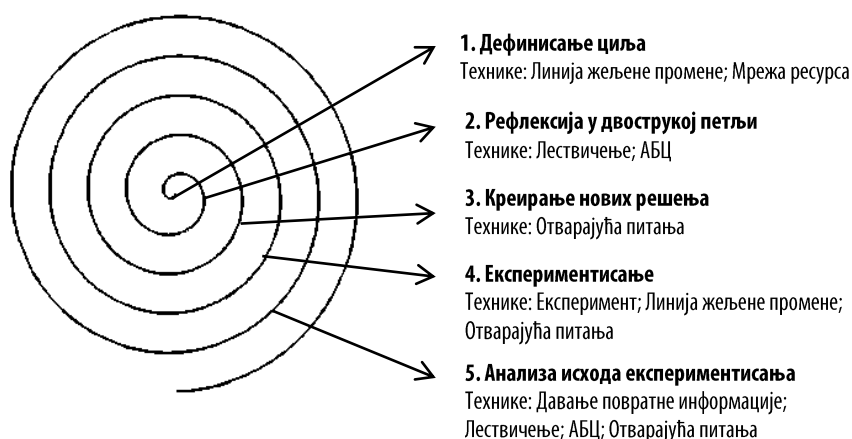 1. Дефинисање циља
Технике: Линија жељене промене; Мрежа ресурса
2. Рефлексија у двострукој петљи
Технике: Лествичење; АБЦ
3. Креирање нових решења
Технике: Отварајућа питања
4. Експериментисање
Технике: Експеримент; Линија жељене промене;
Отварајућа питања
5. Анализа исхода експериментисања
Технике: Давање повратне информације;
Лествичење; АБЦ; Отварајућа питања